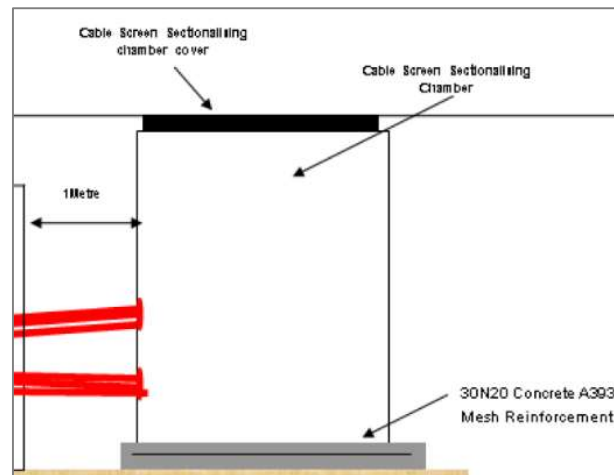 Cable Screen Sectionalising
chamber cover
Cable Screen Sectionalising
Chamber
1Metre
30N20 Concrete A393
Mesh Reinforcement